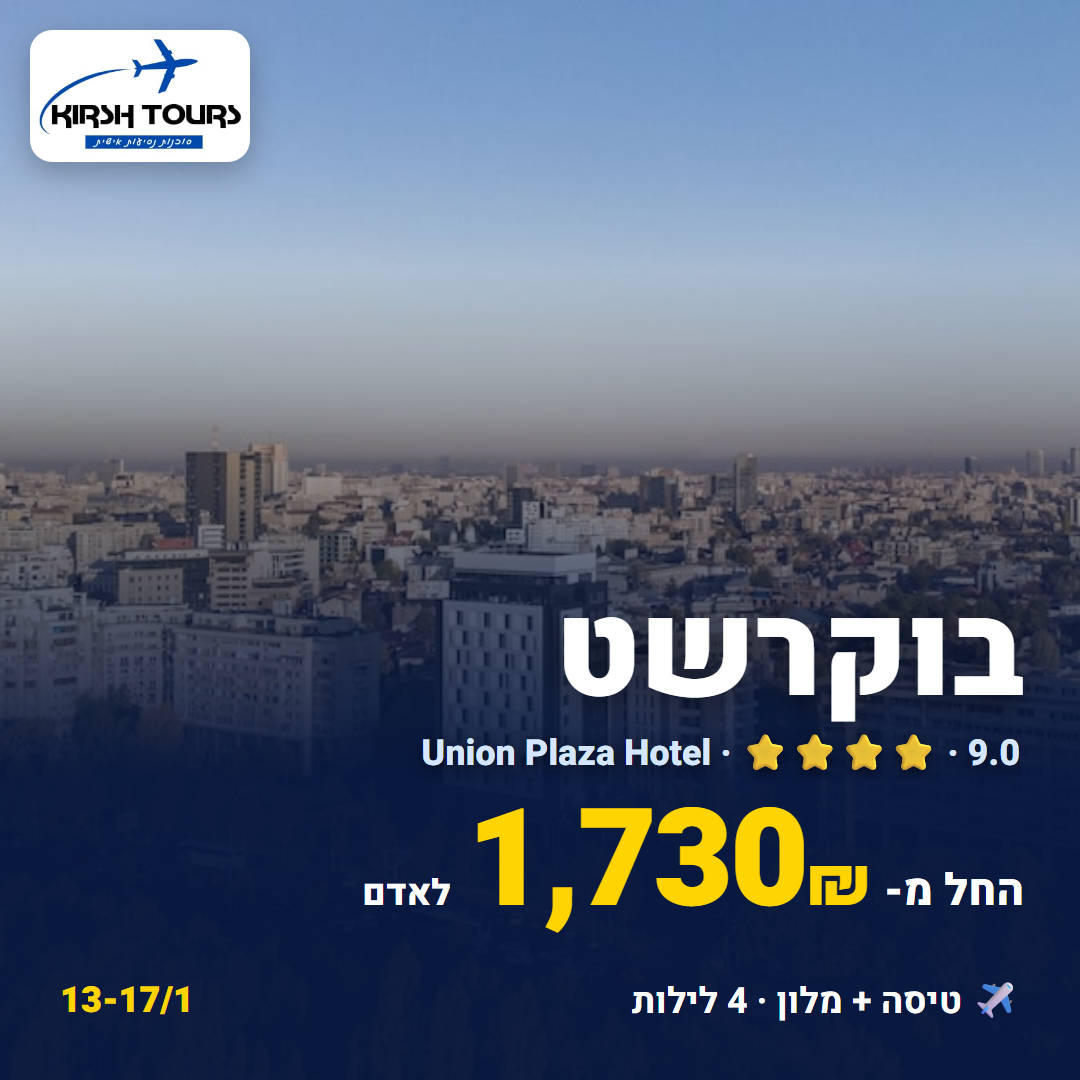 KIRSH TOURS
סוכנות נסיעות אישית
בוקרשט
Union Plaza Hotel · ⭐⭐⭐⭐ · 9.0
החל מ- ₪1,730 לאדם
✈️ טיסה + מלון · 4 לילות
13-17/1